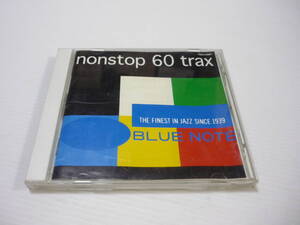 nonstop 60 trax
THE FINEST IN JAZZ SINCE 1939
BLUE NOTE